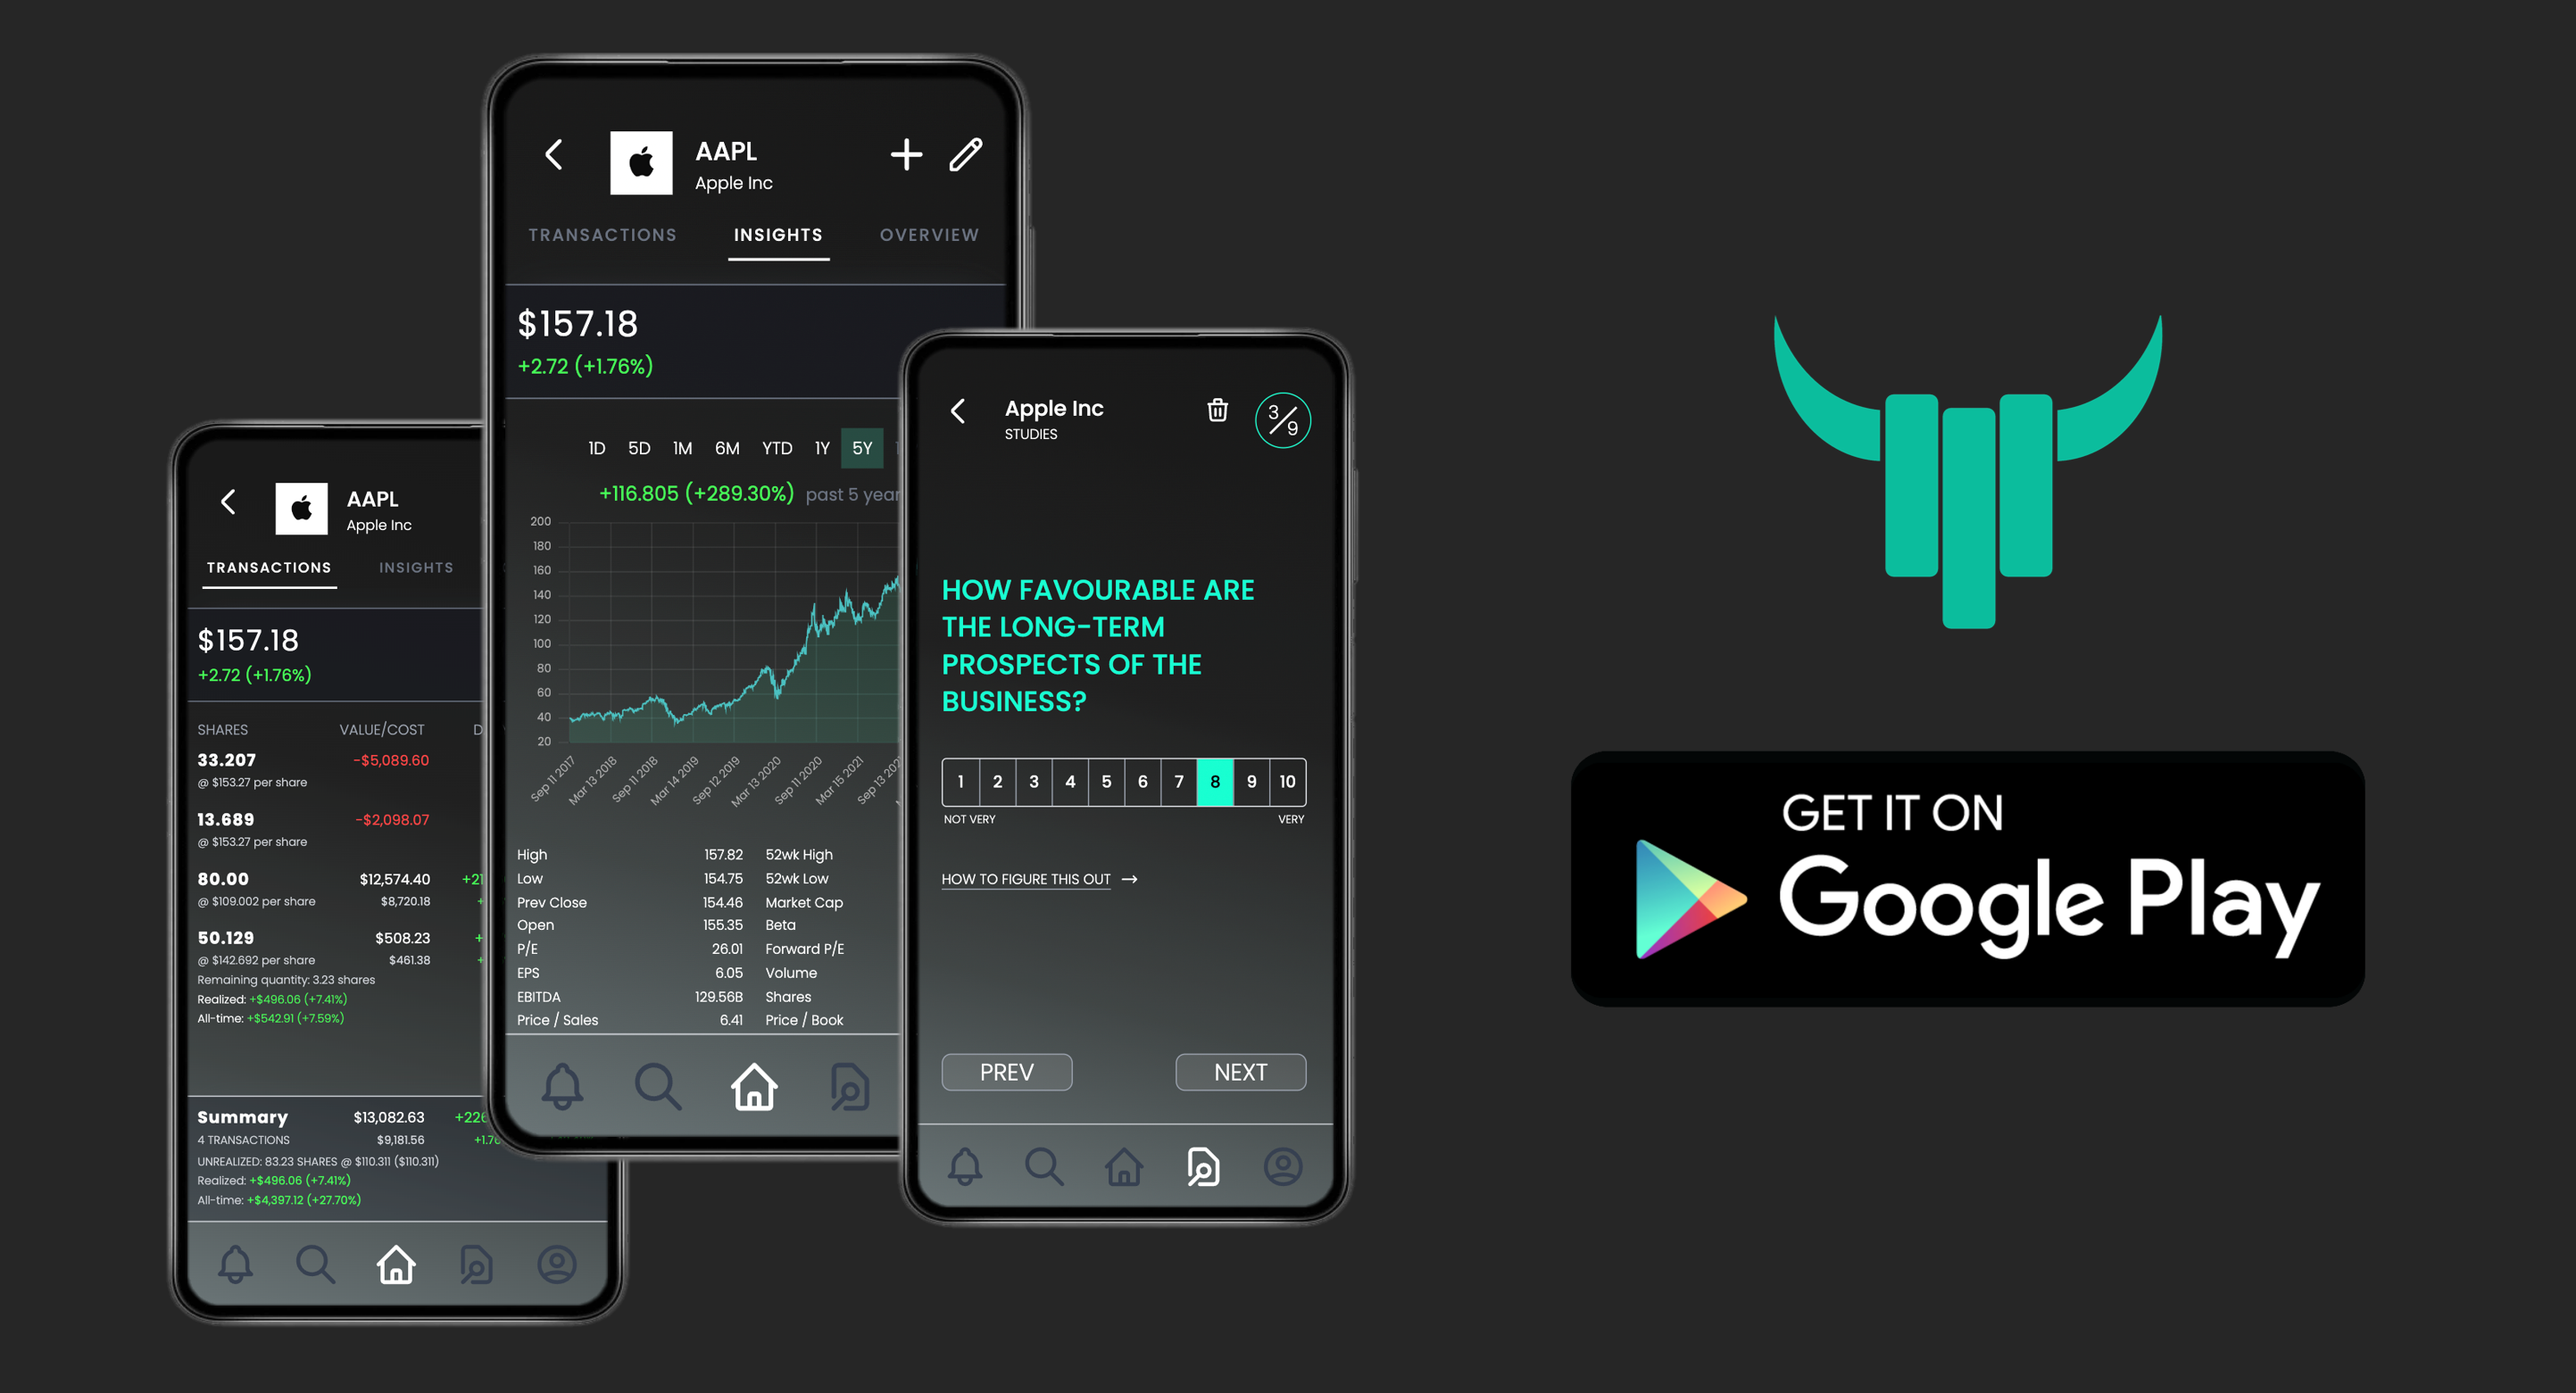 AAPL
Apple Inc
TRANSACTIONS INSIGHTS
$157.18
+2.72 (+1.76%)
SHARES VALUE/COST
33.207 -$5,089.60
@ $153.27 per share
13.689 -$2,098.07
@ $153.27 per share
80.00 $12,574.40 +21
@ $109.002 per share $8,720.18 +
50.129 $508.23 +
@ $142.692 per share $461.38 +
Remaining quantity: 3.23 shares
Realized: +$496.06 (+7.41%)
All-time: +$542.91 (+7.59%)
Summary $13,082.63 +226
4 TRANSACTIONS $9,181.56 +1.70
UNREALIZED: 83.23 SHARES @ $110.311 ($110.311)
Realized: +$496.06 (+7.41%)
All-time: +$4,397.12 (+27.70%)
AAPL
Apple Inc
TRANSACTIONS INSIGHTS OVERVIEW
$157.18
+2.72 (+1.76%)
1D 5D 1M 6M YTD 1Y 5Y
+116.805 (+289.30%) past 5 year
200
180
160
140
120
100
80
60
40
20
Sep 11 2017 Mar 13 2018 Sep 11 2018 Mar 14 2019 Sep 12 2019 Mar 13 2020 Sep 11 2020 Mar 15 2021 Sep 13 202
High 157.82 52wk High
Low 154.75 52wk Low
Prev Close 154.46 Market Cap
Open 155.35 Beta
P/E 26.01 Forward P/E
EPS 6.05 Volume
EBITDA 129.56B Shares
Price / Sales 6.41 Price / Book
Apple Inc
STUDIES
3/9
HOW FAVOURABLE ARE
THE LONG-TERM
PROSPECTS OF THE
BUSINESS?
1 2 3 4 5 6 7 8 9 10
NOT VERY VERY
HOW TO FIGURE THIS OUT →
PREV NEXT
GET IT ON
Google Play